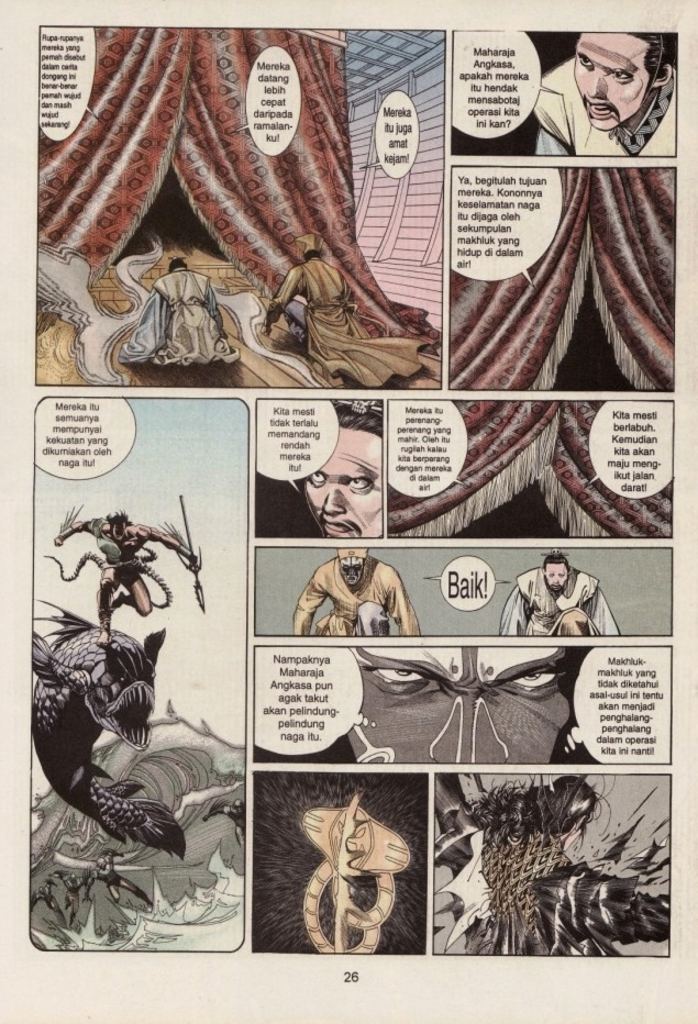 Rupa-rupanya
mereka yang
pernah disebut
dalam cerita
dongeng ini
benar-benar
pernah wujud
dan masih
wujud
sekarang!
Mereka
datang
lebih
cepat
daripada
ramalan-
ku!
Mereka
itu juga
amat
kejam!
Maharaja
Angkasa,
apakah mereka
itu hendak
mensabotaj
operasi kita
ini kan?
Ya, begitulah tujuan
mereka. Kononnya
keselamatan naga
itu dijaga oleh
sekumpulan
makhluk yang
hidup di dalam
air!
Mereka itu
semuanya
mempunyai
kekuatan yang
dikurniakan oleh
naga itu!
Kita mesti
tidak terlalu
memandang
rendah
mereka
itu!
Mereka itu
perenang-
perenang yang
mahir. Oleh itu
rugilah kalau
kita berperang
dengan mereka
di dalam
air!
Kita mesti
berlabuh.
Kemudian
kita akan
maju meng-
ikut jalan
darat!
Baik!
Nampaknya
Maharaja
Angkasa pun
agak takut
akan pelindung-
pelindung
naga itu.
Makhluk-
makhluk yang
tidak diketahui
asal-usul ini tentu
akan menjadi
penghalang-
penghalang
dalam operasi
kita ini nanti!
26